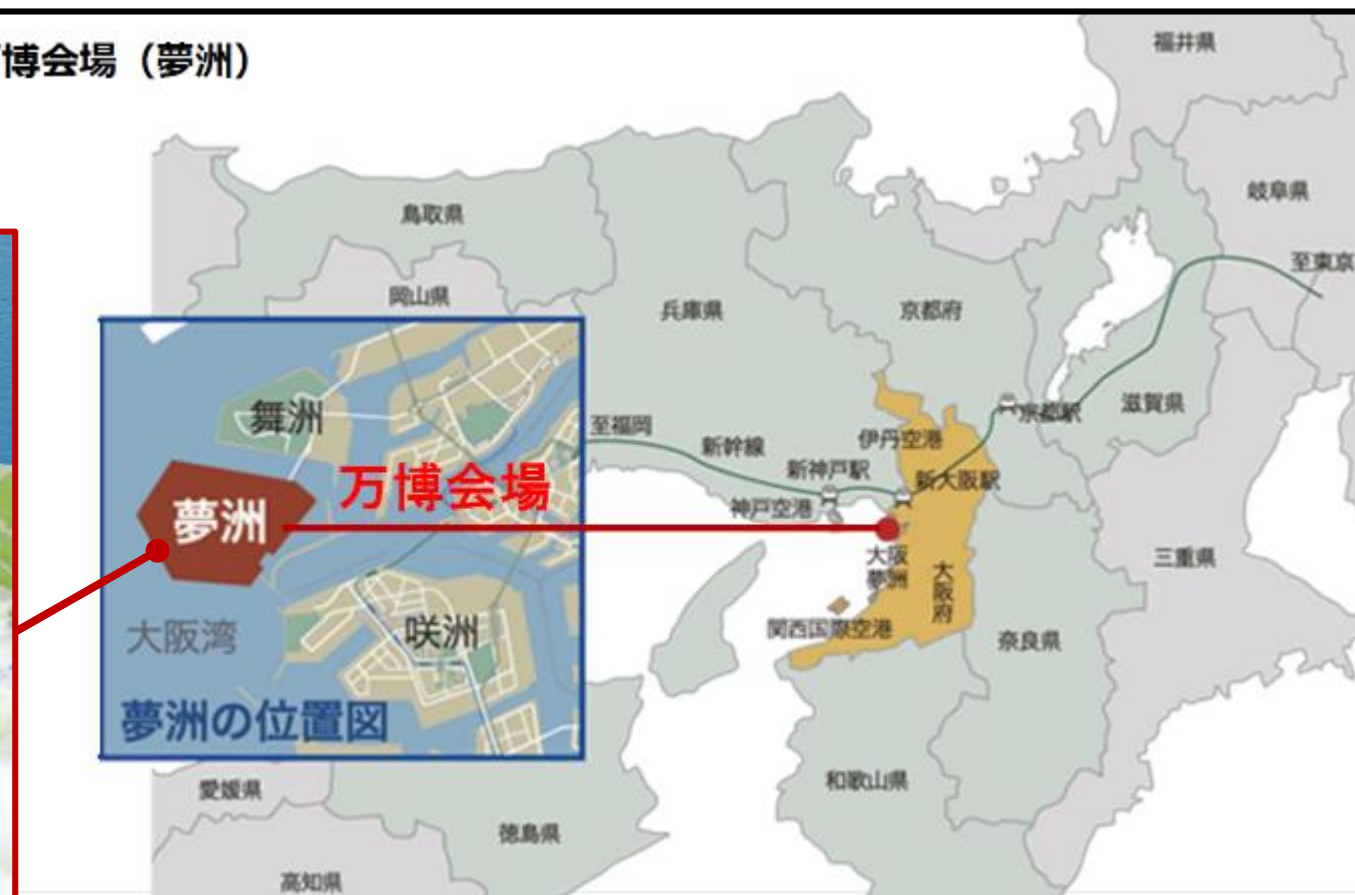 博会場（夢洲）
福井県
岐阜県
至東京
鳥取県
岡山県
兵庫県
京都府
滋賀県
京都駅
至福岡
新幹線
伊丹空港
新神戸駅
新大阪駅
神戸空港
舞洲
万博会場
夢洲
大阪
夢洲
大阪府
三重県
大阪湾
咲洲
関西国際空港
奈良県
夢洲の位置図
愛媛県
和歌山県
徳島県
高知県